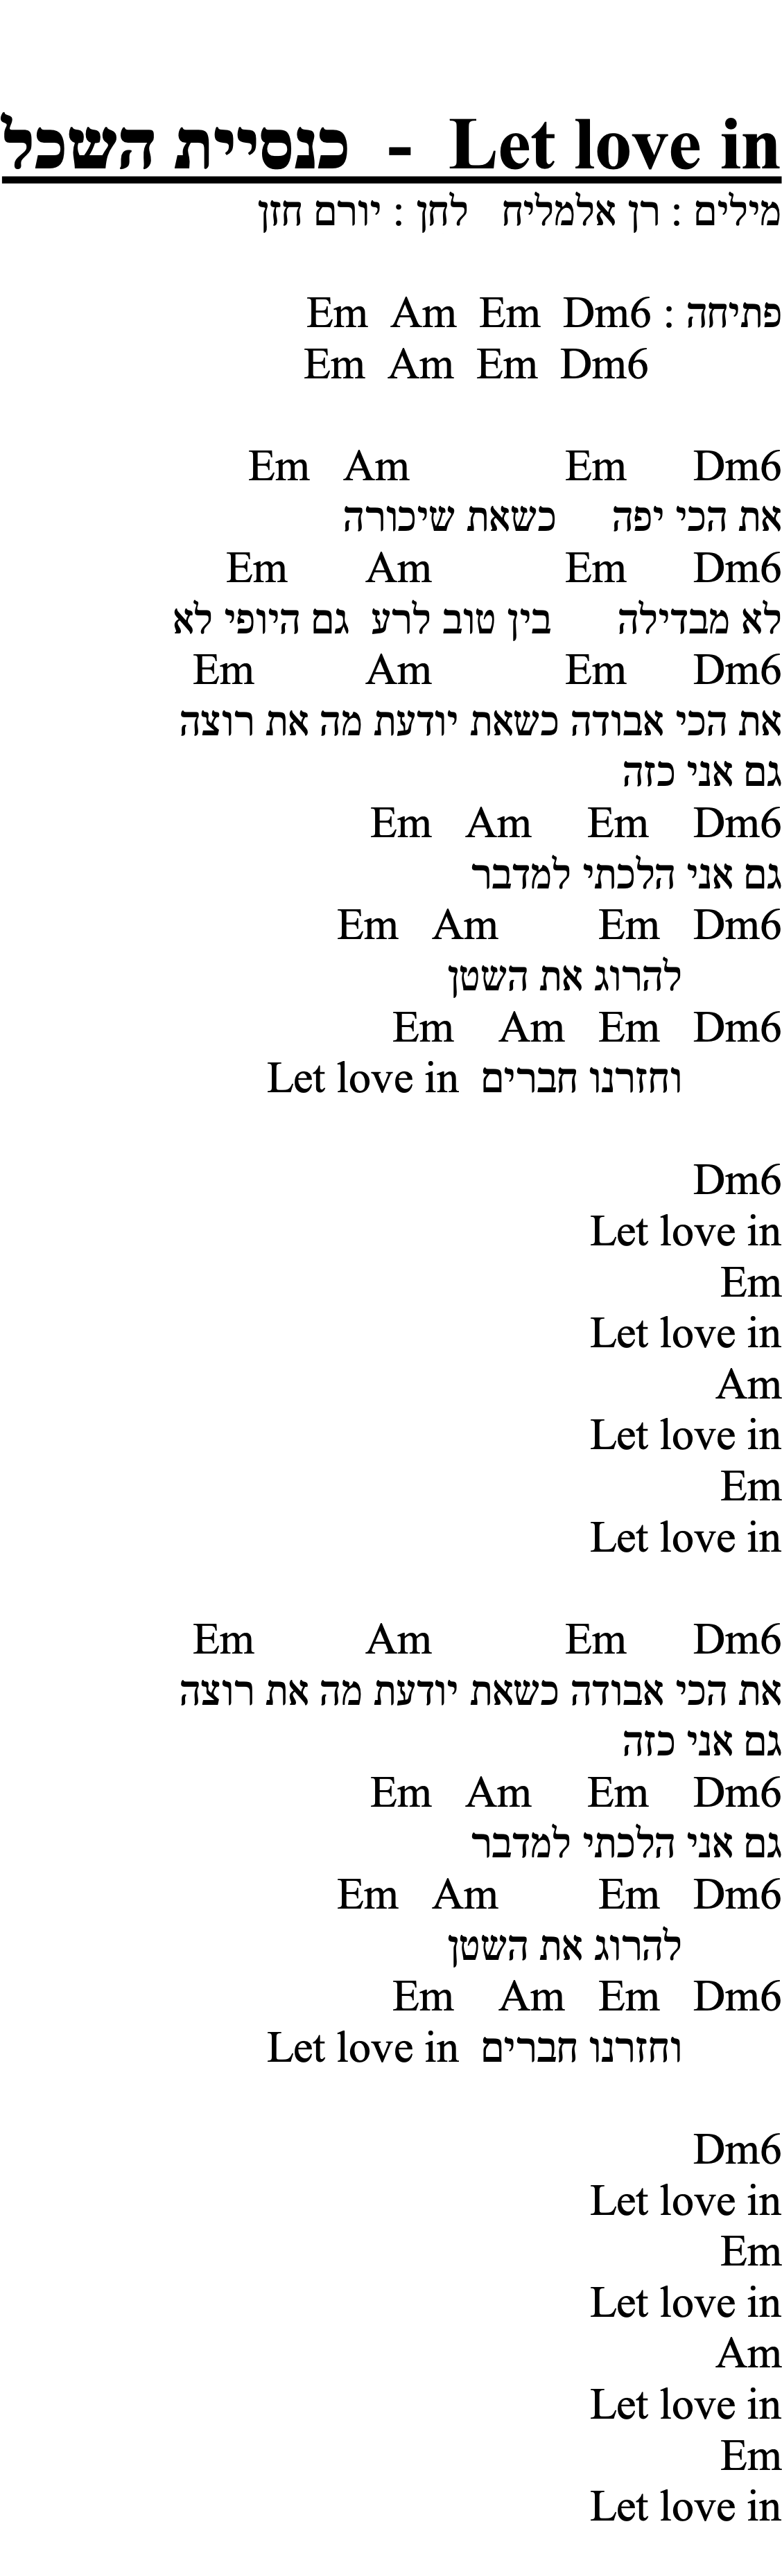 Let love in - כנסיית השכל
מילים : רן אלמליח לחן : יורם חזן
פתיחה : Em Am Em Dm6
Em Am Em Dm6
Em Am Em Dm6
את הכי יפה כשאת שיכורה
Em Am Em Dm6
לא מבדילה בין טוב לרע גם היופי לא
Em Am Em Dm6
את הכי אבודה כשאת יודעת מה את רוצה
גם אני כזה
Em Am Em Dm6
גם אני הלכתי למדבר
Em Am Em Dm6
להרוג את השטן
Em Am Em Dm6
וחזרנו חברים Let love in
Dm6
Let love in
Em
Let love in
Am
Let love in
Em
Let love in
Em Am Em Dm6
את הכי אבודה כשאת יודעת מה את רוצה
גם אני כזה
Em Am Em Dm6
גם אני הלכתי למדבר
Em Am Em Dm6
להרוג את השטן
Em Am Em Dm6
וחזרנו חברים Let love in
Dm6
Let love in
Em
Let love in
Am
Let love in
Em
Let love in